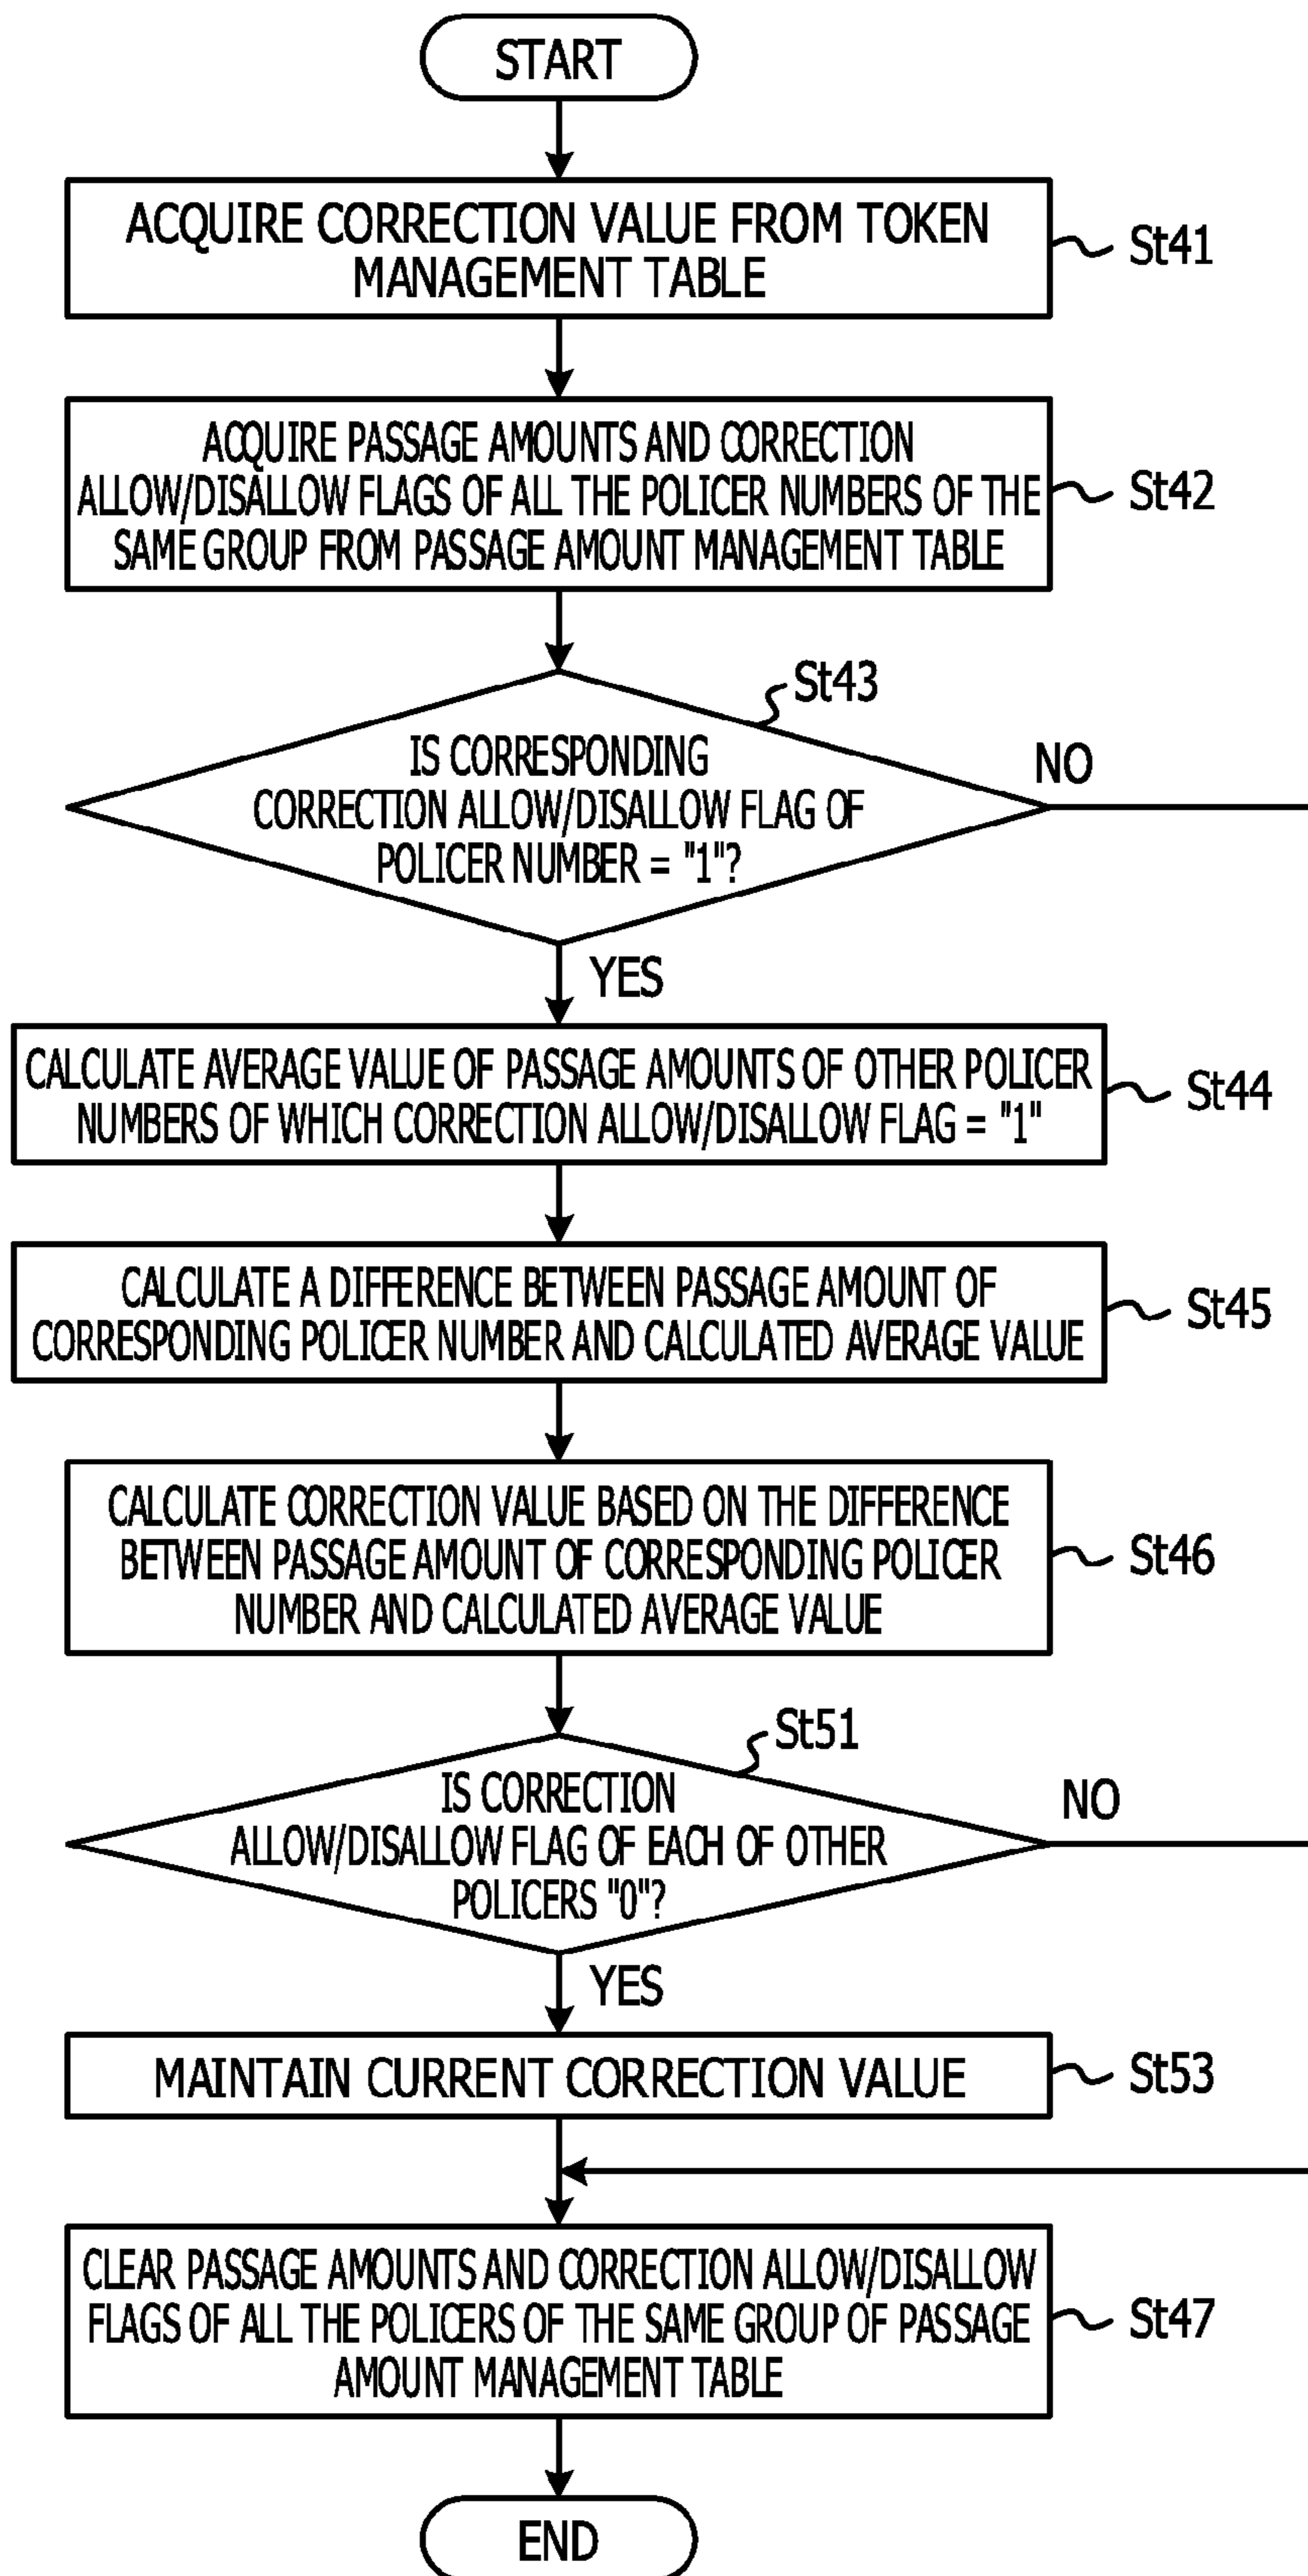 START
ACQUIRE CORRECTION VALUE FROM TOKEN
MANAGEMENT TABLE
St41
ACQUIRE PASSAGE AMOUNTS AND CORRECTION
ALLOW/DISALLOW FLAGS OF ALL THE POLICER NUMBERS OF THE
SAME GROUP FROM PASSAGE AMOUNT MANAGEMENT TABLE
St42
St43
IS CORRESPONDING
CORRECTION ALLOW/DISALLOW FLAG OF
POLICER NUMBER = "1"?
NO
YES
CALCULATE AVERAGE VALUE OF PASSAGE AMOUNTS OF OTHER POLICER
NUMBERS OF WHICH CORRECTION ALLOW/DISALLOW FLAG = "1"
St44
CALCULATE A DIFFERENCE BETWEEN PASSAGE AMOUNT OF
CORRESPONDING POLICER NUMBER AND CALCULATED AVERAGE VALUE
St45
CALCULATE CORRECTION VALUE BASED ON THE DIFFERENCE
BETWEEN PASSAGE AMOUNT OF CORRESPONDING POLICER
NUMBER AND CALCULATED AVERAGE VALUE
St46
St51
IS CORRECTION
ALLOW/DISALLOW FLAG OF EACH OF OTHER
POLICERS "0"?
NO
YES
MAINTAIN CURRENT CORRECTION VALUE
St53
CLEAR PASSAGE AMOUNTS AND CORRECTION ALLOW/DISALLOW
FLAGS OF ALL THE POLICERS OF THE SAME GROUP OF PASSAGE
AMOUNT MANAGEMENT TABLE
St47
END